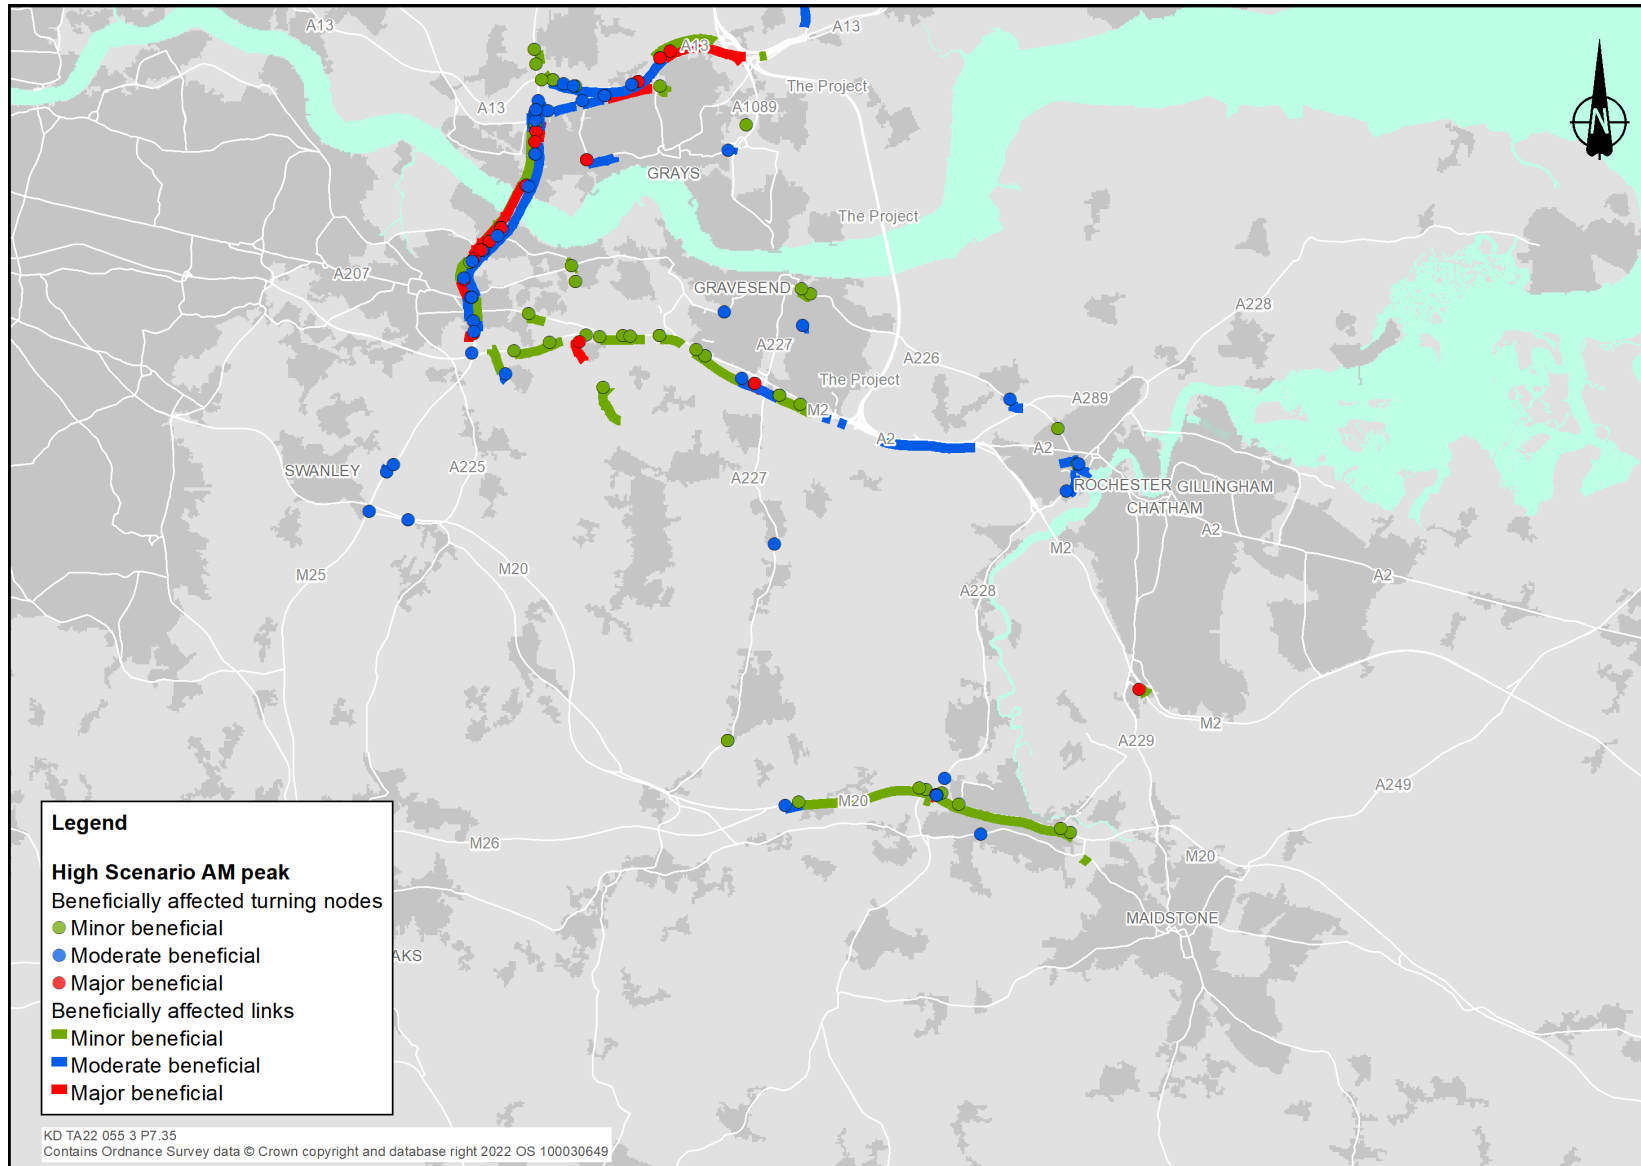 A13
A13
A13
The Project
A13
A1089
GRAYS
The Project
A207
GRAVESEND
A228
A227
A226
The Project
A289
M2
A2
A2
SWANLEY
A225
A227
ROCHESTER
GILLINGHAM
CHATHAM
A2
M2
M25
M20
A228
A2
M2
A229
A249
M20
M26
M20
MAIDSTONE
AKS
Legend
High Scenario AM peak
Beneficially affected turning nodes
Minor beneficial
Moderate beneficial
Major beneficial
Beneficially affected links
Minor beneficial
Moderate beneficial
Major beneficial
KD TA22 055 3 P7.35
Contains Ordnance Survey data © Crown copyright and database right 2022 OS 100030649
N